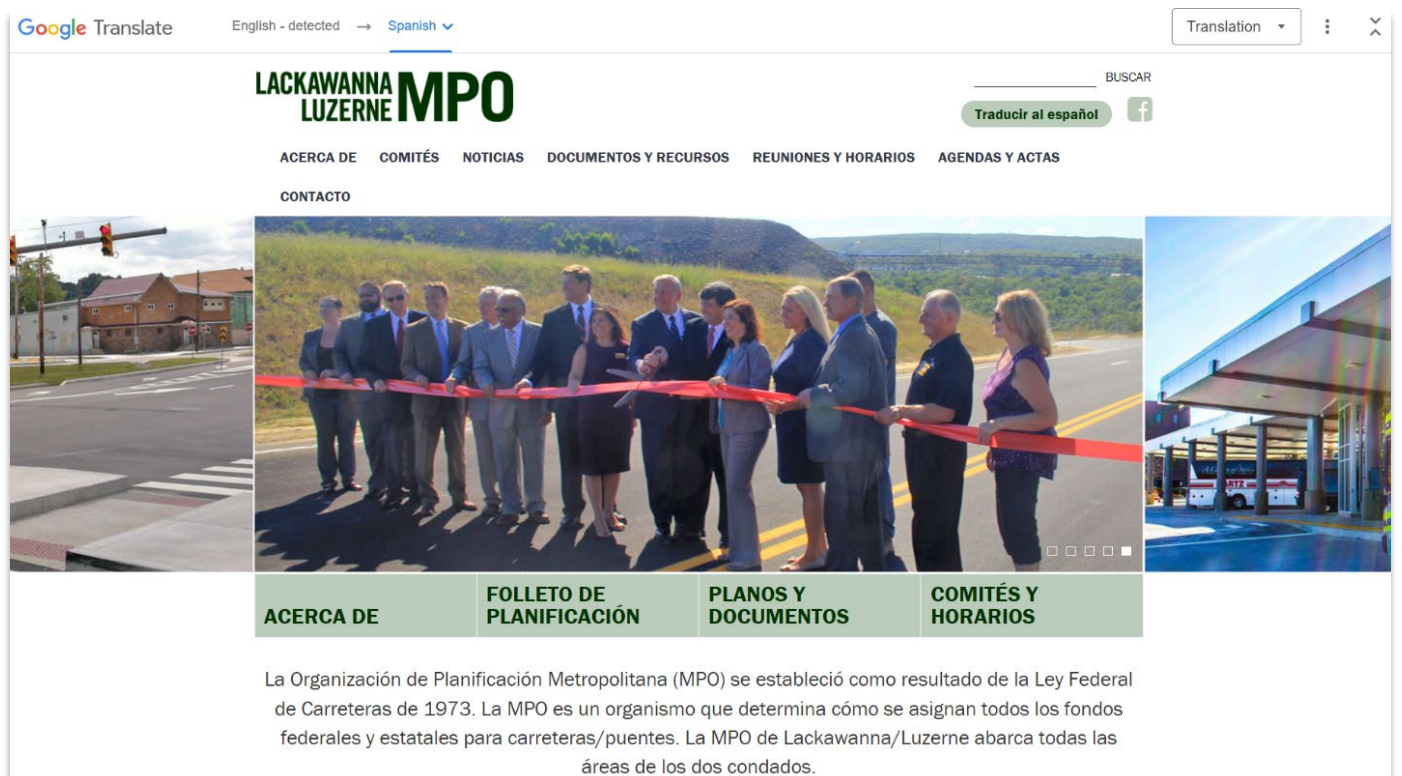 Google Translate
English - detected → Spanish
Translation
LACKAWANNA
LUZERNE MPO
BUSCAR
Traducir al español
ACERCA DE COMITÉS NOTICIAS DOCUMENTOS Y RECURSOS REUNIONES Y HORARIOS AGENDAS Y ACTAS
CONTACTO
ARTZ
ACERCA DE
FOLLETO DE
PLANIFICACIÓN
PLANOS Y
DOCUMENTOS
COMITÉS Y
HORARIOS
La Organización de Planificación Metropolitana (MPO) se estableció como resultado de la Ley Federal
de Carreteras de 1973. La MPO es un organismo que determina cómo se asignan todos los fondos
federales y estatales para carreteras/puentes. La MPO de Lackawanna/Luzerne abarca todas las
áreas de los dos condados.